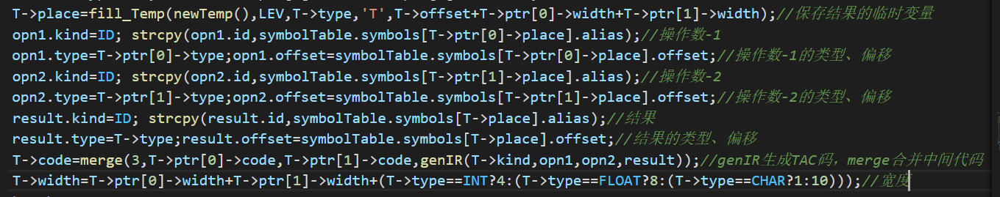 T->place=fill_Temp(newTemp(),LEV,T->type,'T',T->offset+T->ptr[0]->width+T->ptr[1]->width);//保存结果的临时变量
opn1.kind=ID; strcpy(opn1.id,symbolTable.symbols[T->ptr[0]->place].alias);//操作数-1
opn1.type=T->ptr[0]->type;opn1.offset=symbolTable.symbols[T->ptr[0]->place].offset;//操作数-1的类型、偏移
opn2.kind=ID; strcpy(opn2.id,symbolTable.symbols[T->ptr[1]->place].alias);//操作数-2
opn2.type=T->ptr[1]->type;opn2.offset=symbolTable.symbols[T->ptr[1]->place].offset;//操作数-2的类型、偏移
result.kind=ID; strcpy(result.id,symbolTable.symbols[T->place].alias);//结果
result.type=T->type;result.offset=symbolTable.symbols[T->place].offset;//结果的类型、偏移
T->code=merge(3,T->ptr[0]->code,T->ptr[1]->code,genIR(T->kind,opn1,opn2,result));//genIR生成TAC码，merge合并中间代码
T->width=T->ptr[0]->width+T->ptr[1]->width+(T->type==INT?4:(T->type==FLOAT?8:(T->type==CHAR?1:10)));//宽度